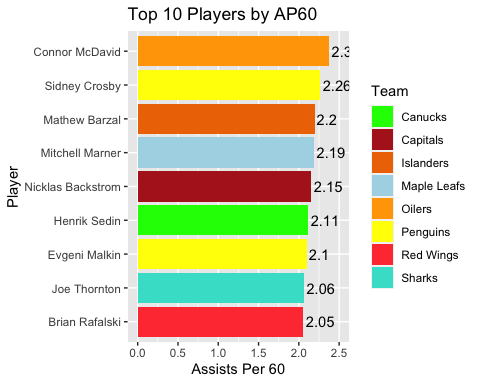 Top 10 Players by AP60
Player
Connor McDavid 2.3
Sidney Crosby 2.26
Mathew Barzal 2.2
Mitchell Marner 2.19
Nicklas Backstrom 2.15
Henrik Sedin 2.11
Evgeni Malkin 2.1
Joe Thornton 2.06
Brian Rafalski 2.05
0.0 0.5 1.0 1.5 2.0 2.5
Assists Per 60
Team
Canucks
Capitals
Islanders
Maple Leafs
Oilers
Penguins
Red Wings
Sharks